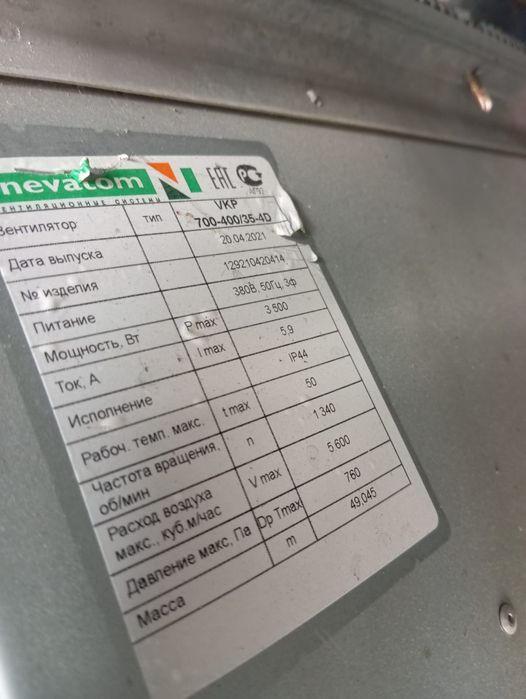 nevatom
ВЕНТИЛЯЦИОННЫЕ СИСТЕМЫ
EAC
Вентилятор тип VKP 700-400/35-4D
Дата выпуска 20.04.2021
№ изделия 129210420414
Питание 380В, 50Гц, 3ф
Мощность, Вт P max 3 500
Ток, А I max 5,9
Исполнение IP44
Рабоч. темп. макс. t max 50
Частота вращения, об/мин n 1 340
Расход воздуха макс., куб.м/час V max 5 600
Давление макс, Па Dp Tmax 760
Масса m 49,045